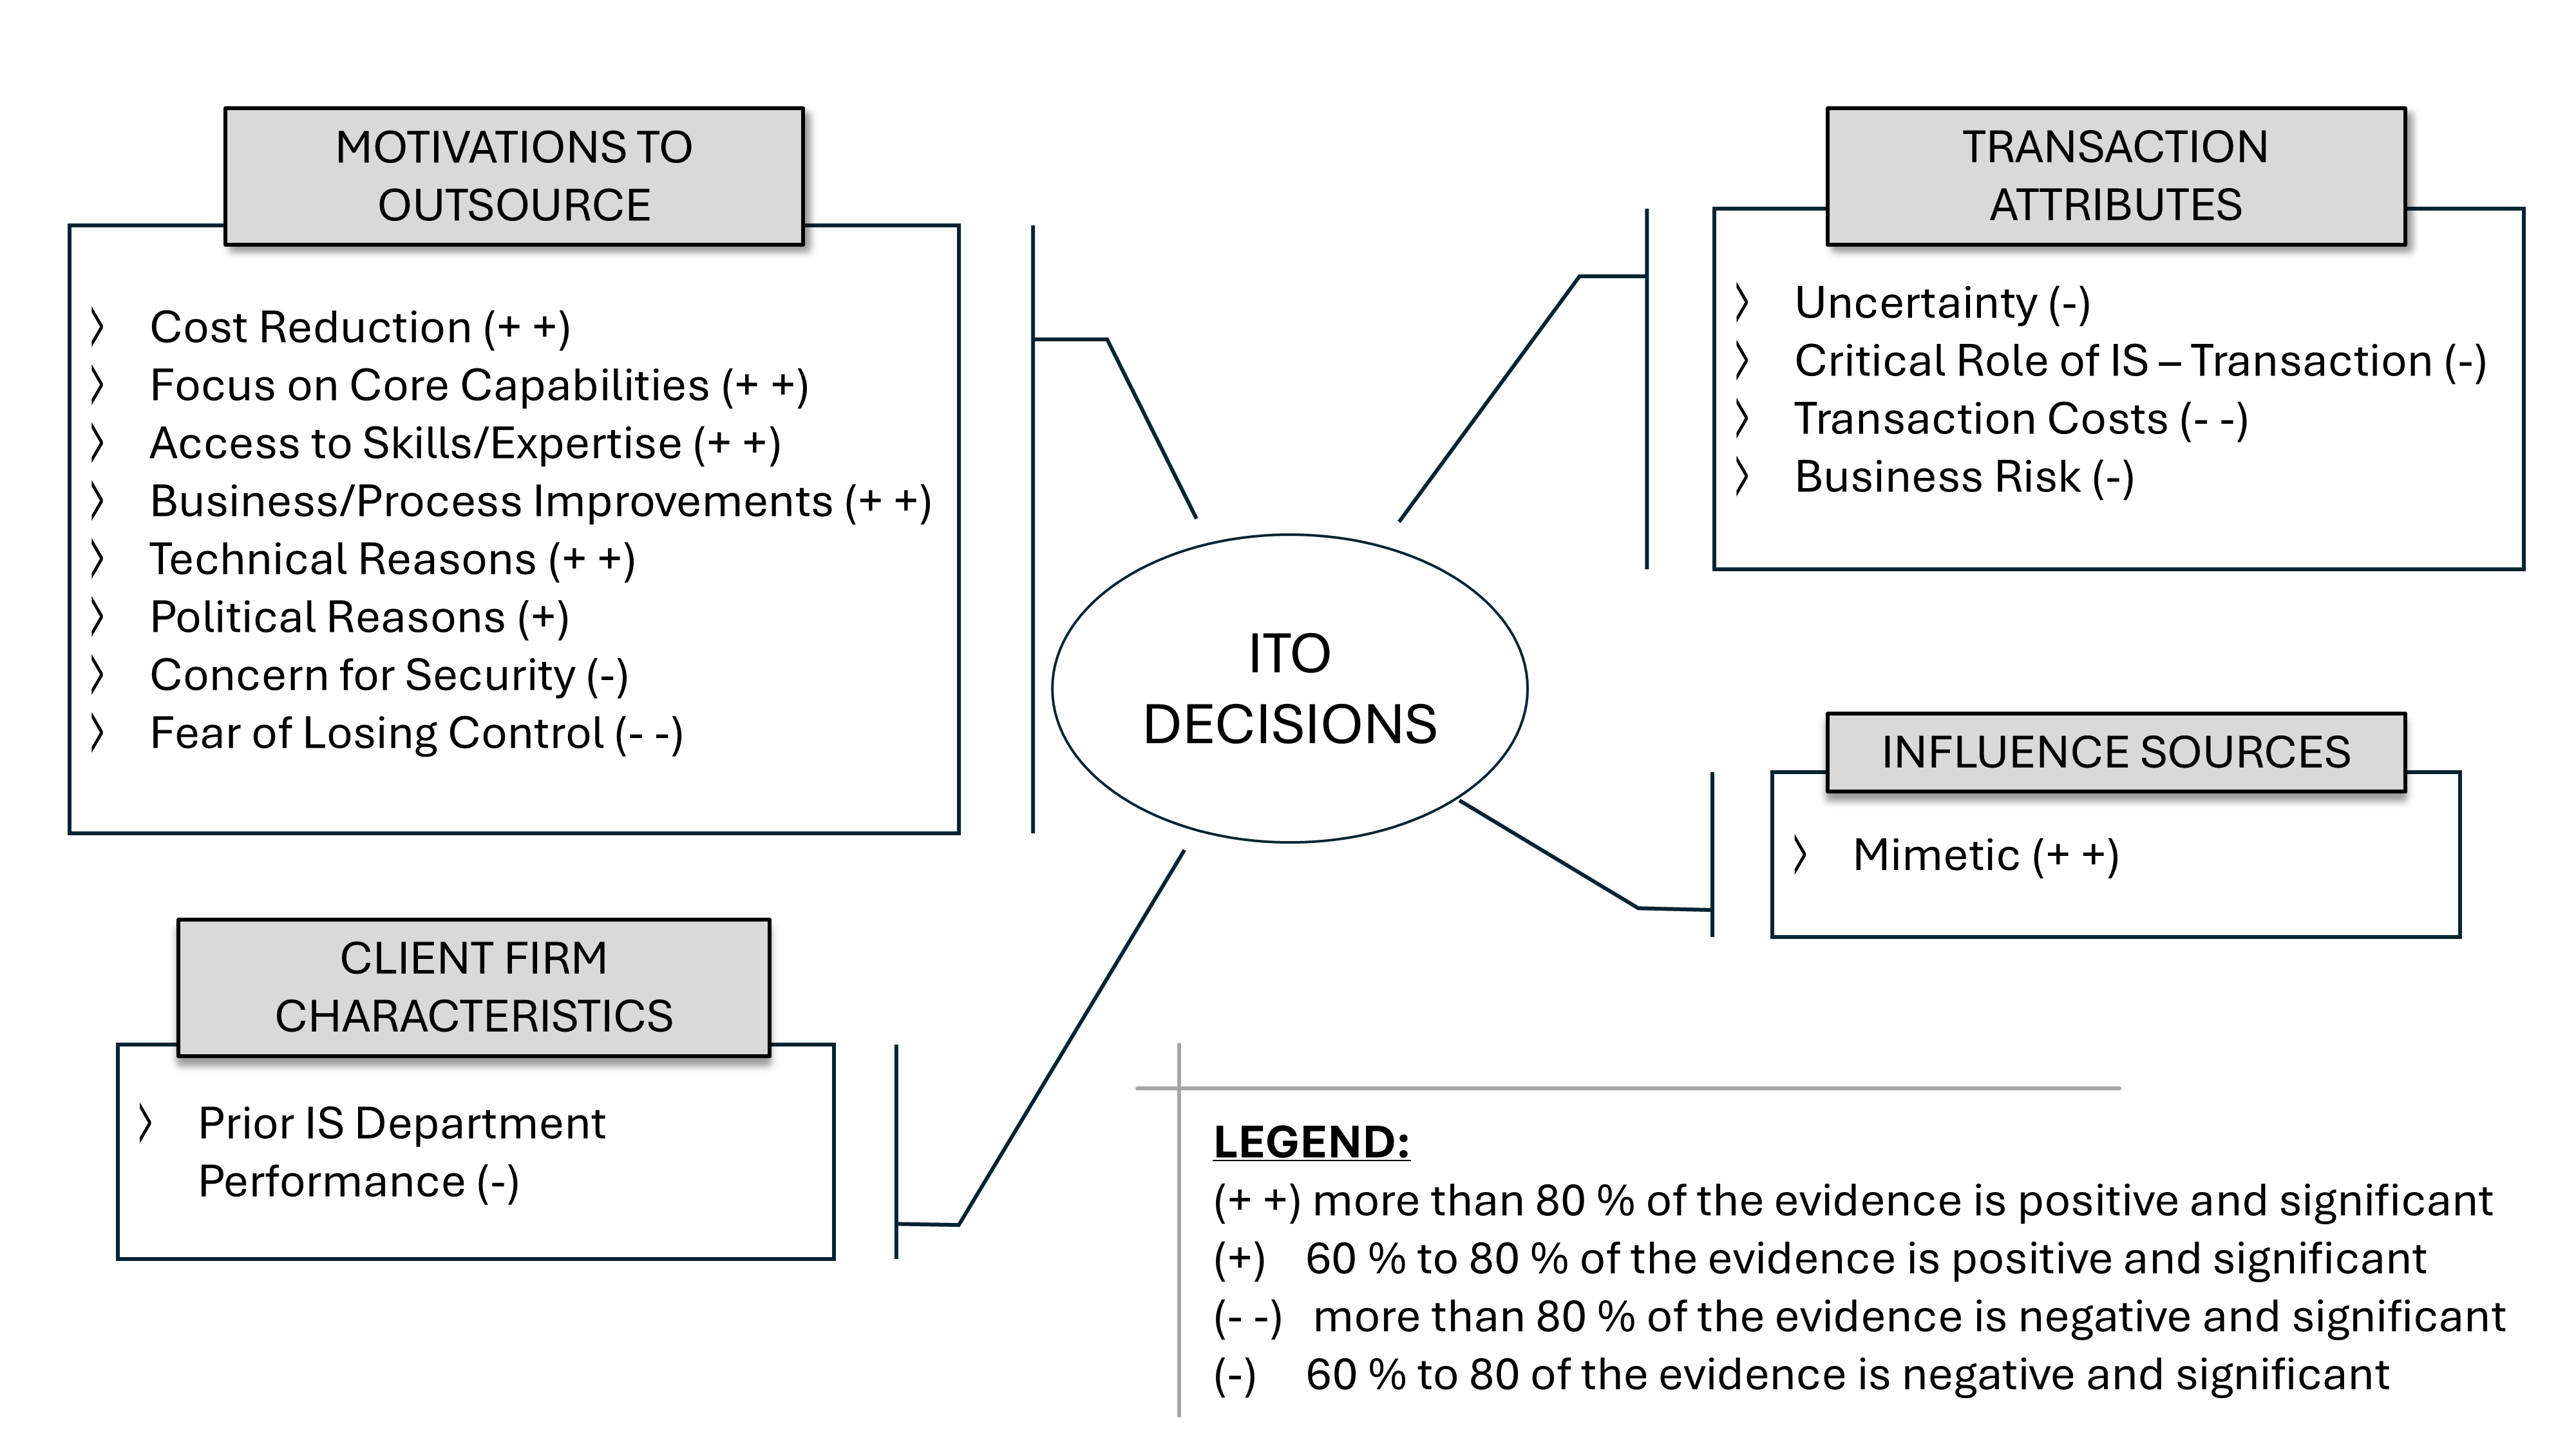 MOTIVATIONS TO
OUTSOURCE
〉 Cost Reduction (+ +)
〉 Focus on Core Capabilities (+ +)
〉 Access to Skills/Expertise (+ +)
〉 Business/Process Improvements (+ +)
〉 Technical Reasons (+ +)
〉 Political Reasons (+)
〉 Concern for Security (-)
〉 Fear of Losing Control (- -)
TRANSACTION
ATTRIBUTES
〉 Uncertainty (-)
〉 Critical Role of IS – Transaction (-)
〉 Transaction Costs (- -)
〉 Business Risk (-)
ITO
DECISIONS
INFLUENCE SOURCES
〉 Mimetic (+ +)
CLIENT FIRM
CHARACTERISTICS
〉 Prior IS Department
Performance (-)
LEGEND:
(+ +) more than 80 % of the evidence is positive and significant
(+) 60 % to 80 % of the evidence is positive and significant
(- -) more than 80 % of the evidence is negative and significant
(-) 60 % to 80 of the evidence is negative and significant